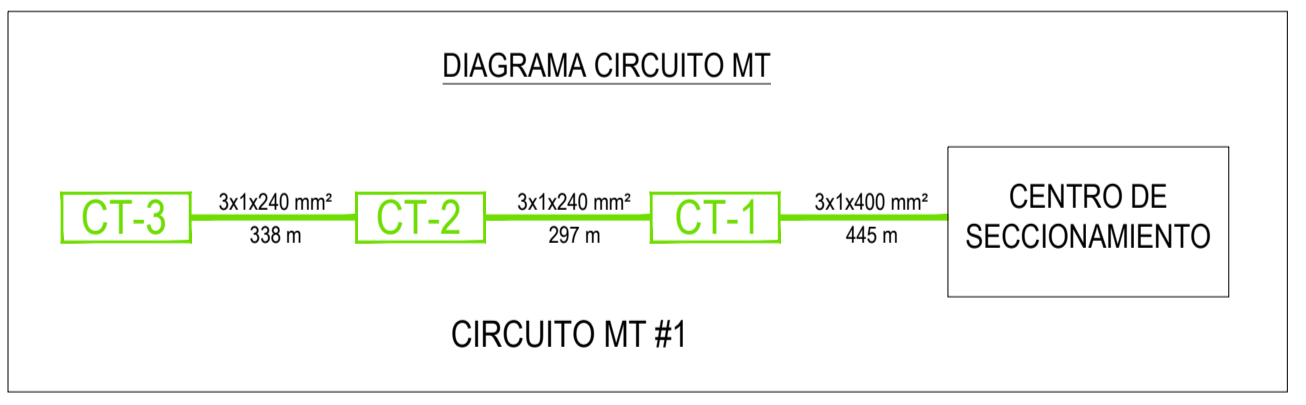 DIAGRAMA CIRCUITO MT
CT-3
3x1x240 mm²
338 m
CT-2
3x1x240 mm²
297 m
CT-1
3x1x400 mm²
445 m
CENTRO DE
SECCIONAMIENTO
CIRCUITO MT #1